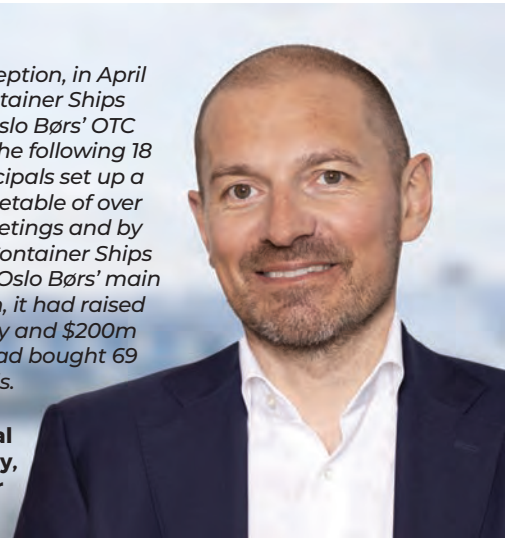 eption, in April
tainer Ships
slo Børs' OTC
he following 18
cipals set up a
etable of over
etings and by
ontainer Ships
Oslo Børs' main
, it had raised
y and $200m
ad bought 69
s.
al
y,
r